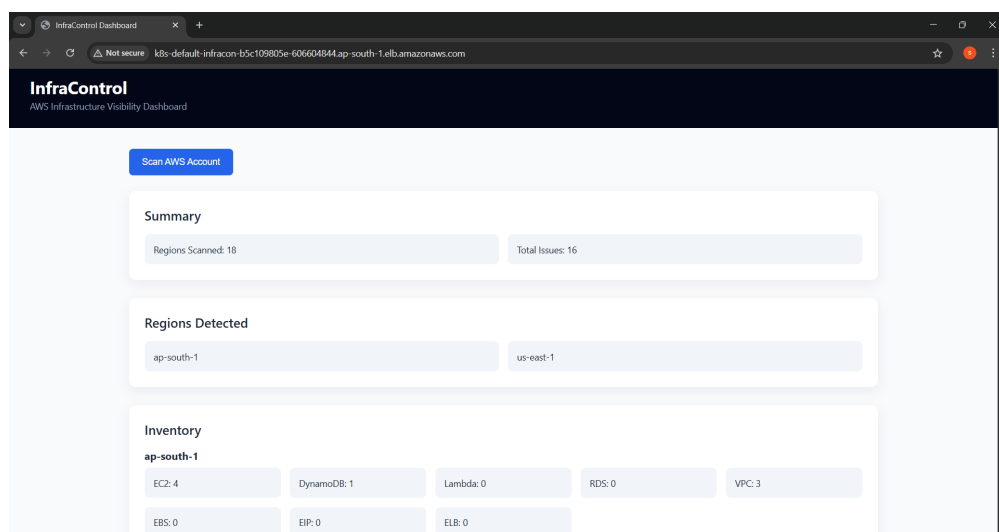 InfraControl Dashboard
Not secure k8s-default-infracon-b5c109805e-606604844.ap-south-1.elb.amazonaws.com
InfraControl
AWS Infrastructure Visibility Dashboard
Scan AWS Account
Summary
Regions Scanned: 18 Total Issues: 16
Regions Detected
ap-south-1 us-east-1
Inventory
ap-south-1
EC2: 4 DynamoDB: 1 Lambda: 0 RDS: 0 VPC: 3
EBS: 0 EIP: 0 ELB: 0